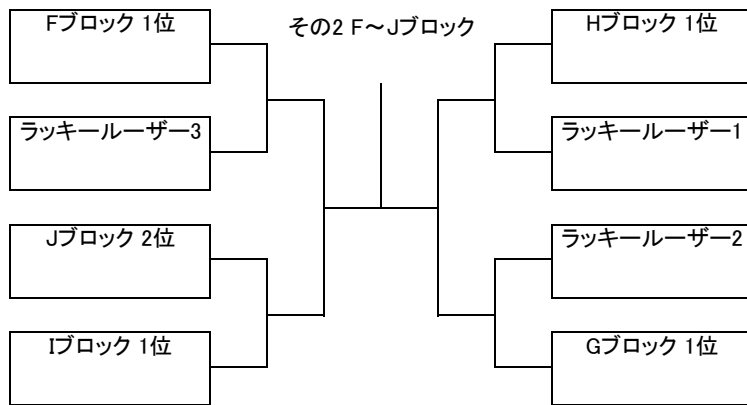 その2 F～Jブロック
Fブロック 1位
ラッキールーザー3
Jブロック 2位
Iブロック 1位
Hブロック 1位
ラッキールーザー1
ラッキールーザー2
Gブロック 1位